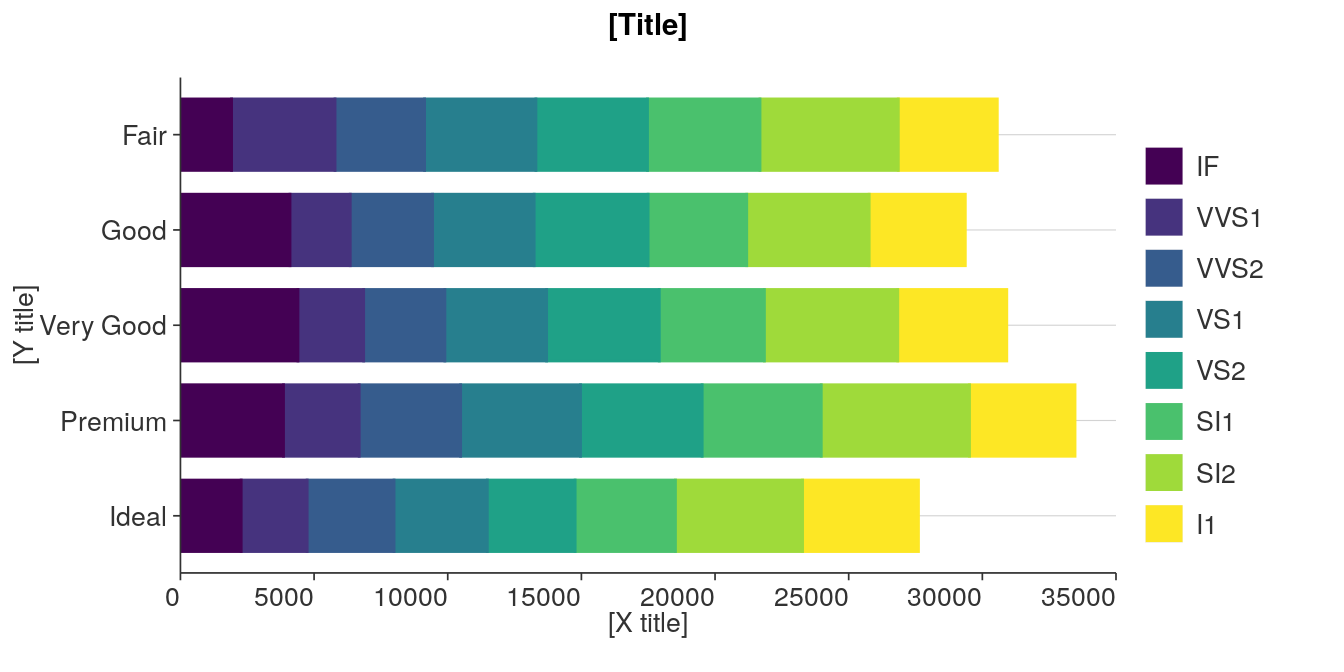 [Title]
Fair
Good
Very Good
Premium
Ideal
[Y title]
0 5000 10000 15000 20000 25000 30000 35000
[X title]
IF
VVS1
VVS2
VS1
VS2
SI1
SI2
I1